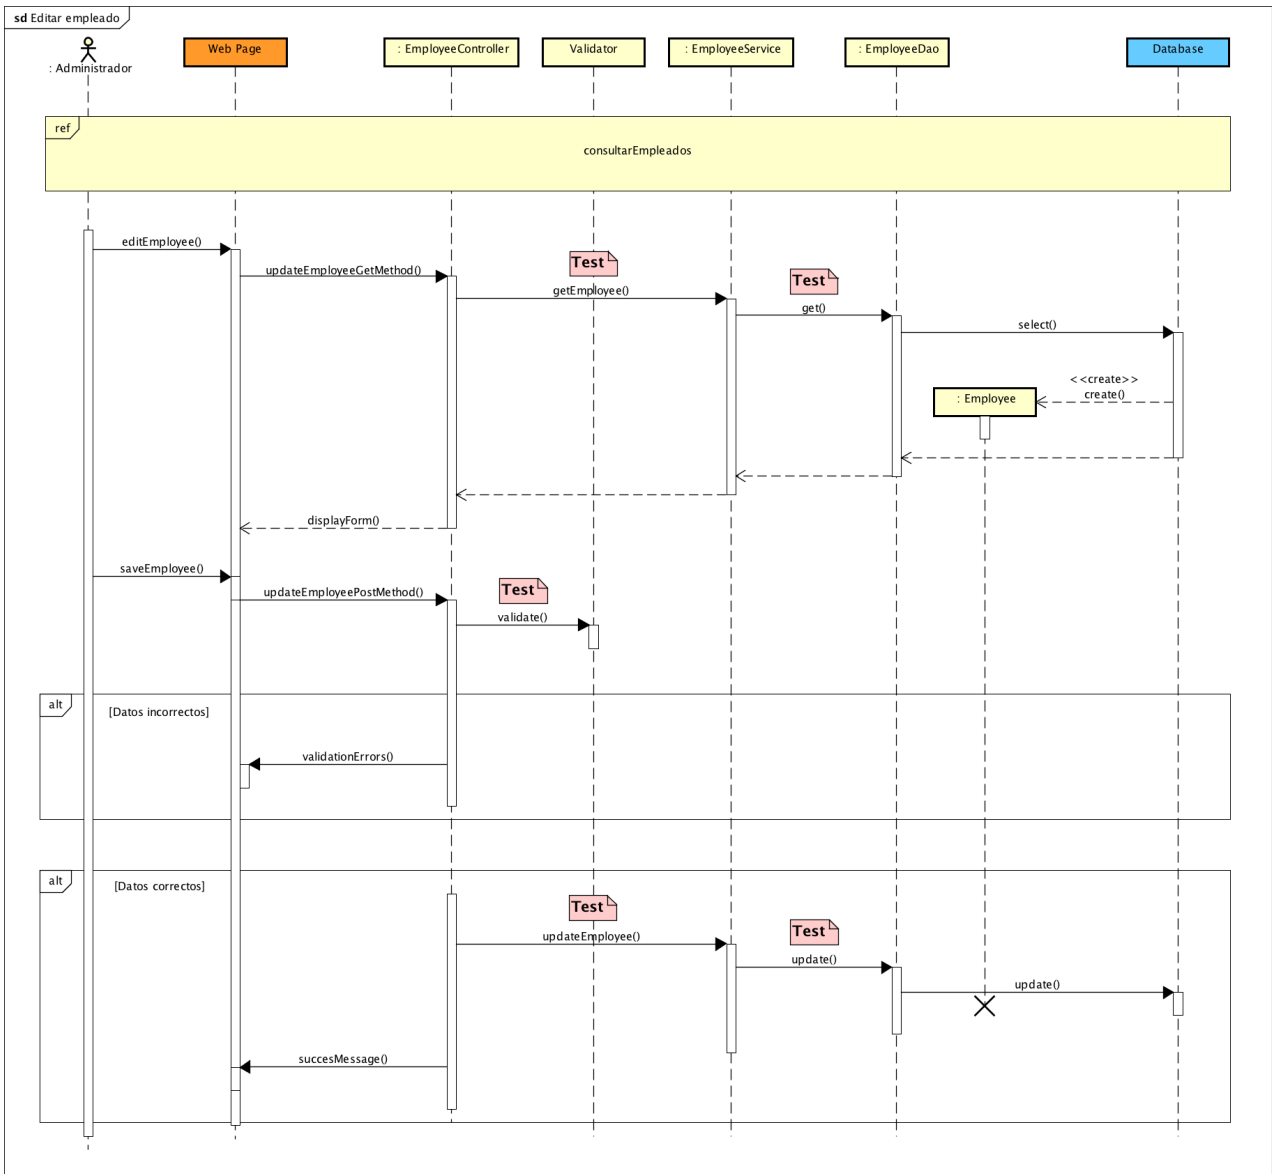 sd Editar empleado
: Administrador
Web Page
: EmployeeController
Validator
: EmployeeService
: EmployeeDao
Database
ref
consultarEmpleados
editEmployee()
updateEmployeeGetMethod()
Test
getEmployee()
Test
get()
select()
<<create>>
create()
: Employee
displayForm()
saveEmployee()
updateEmployeePostMethod()
Test
validate()
alt
[Datos incorrectos]
validationErrors()
alt
[Datos correctos]
Test
updateEmployee()
Test
update()
update()
succesMessage()